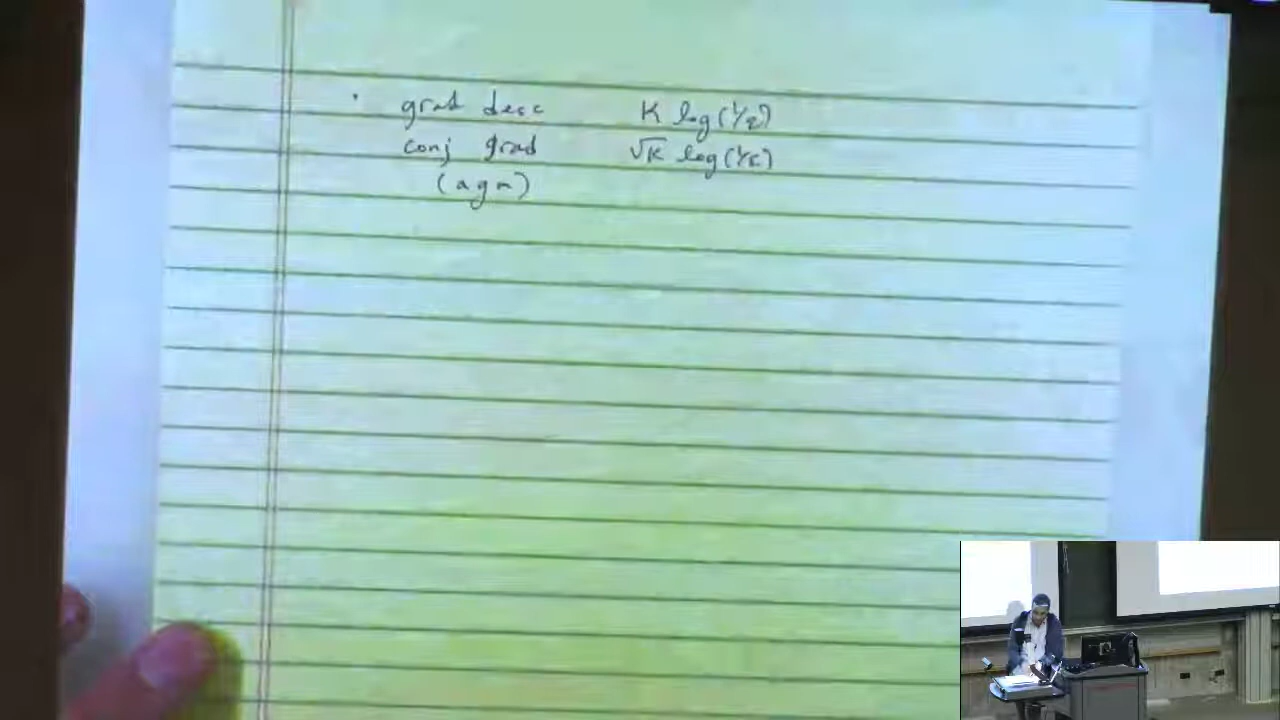 grad desc K log(1/ε)
conj grad √K log(1/ε)
(agm)